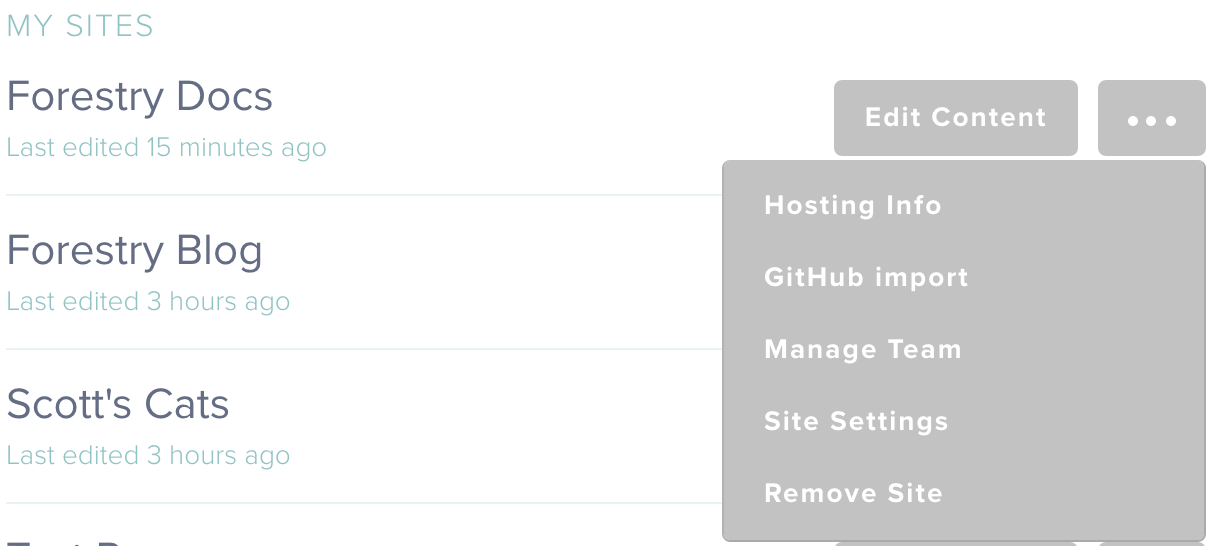 MY SITES
Forestry Docs
Last edited 15 minutes ago
Edit Content
Hosting Info
GitHub import
Manage Team
Site Settings
Remove Site
Forestry Blog
Last edited 3 hours ago
Scott's Cats
Last edited 3 hours ago